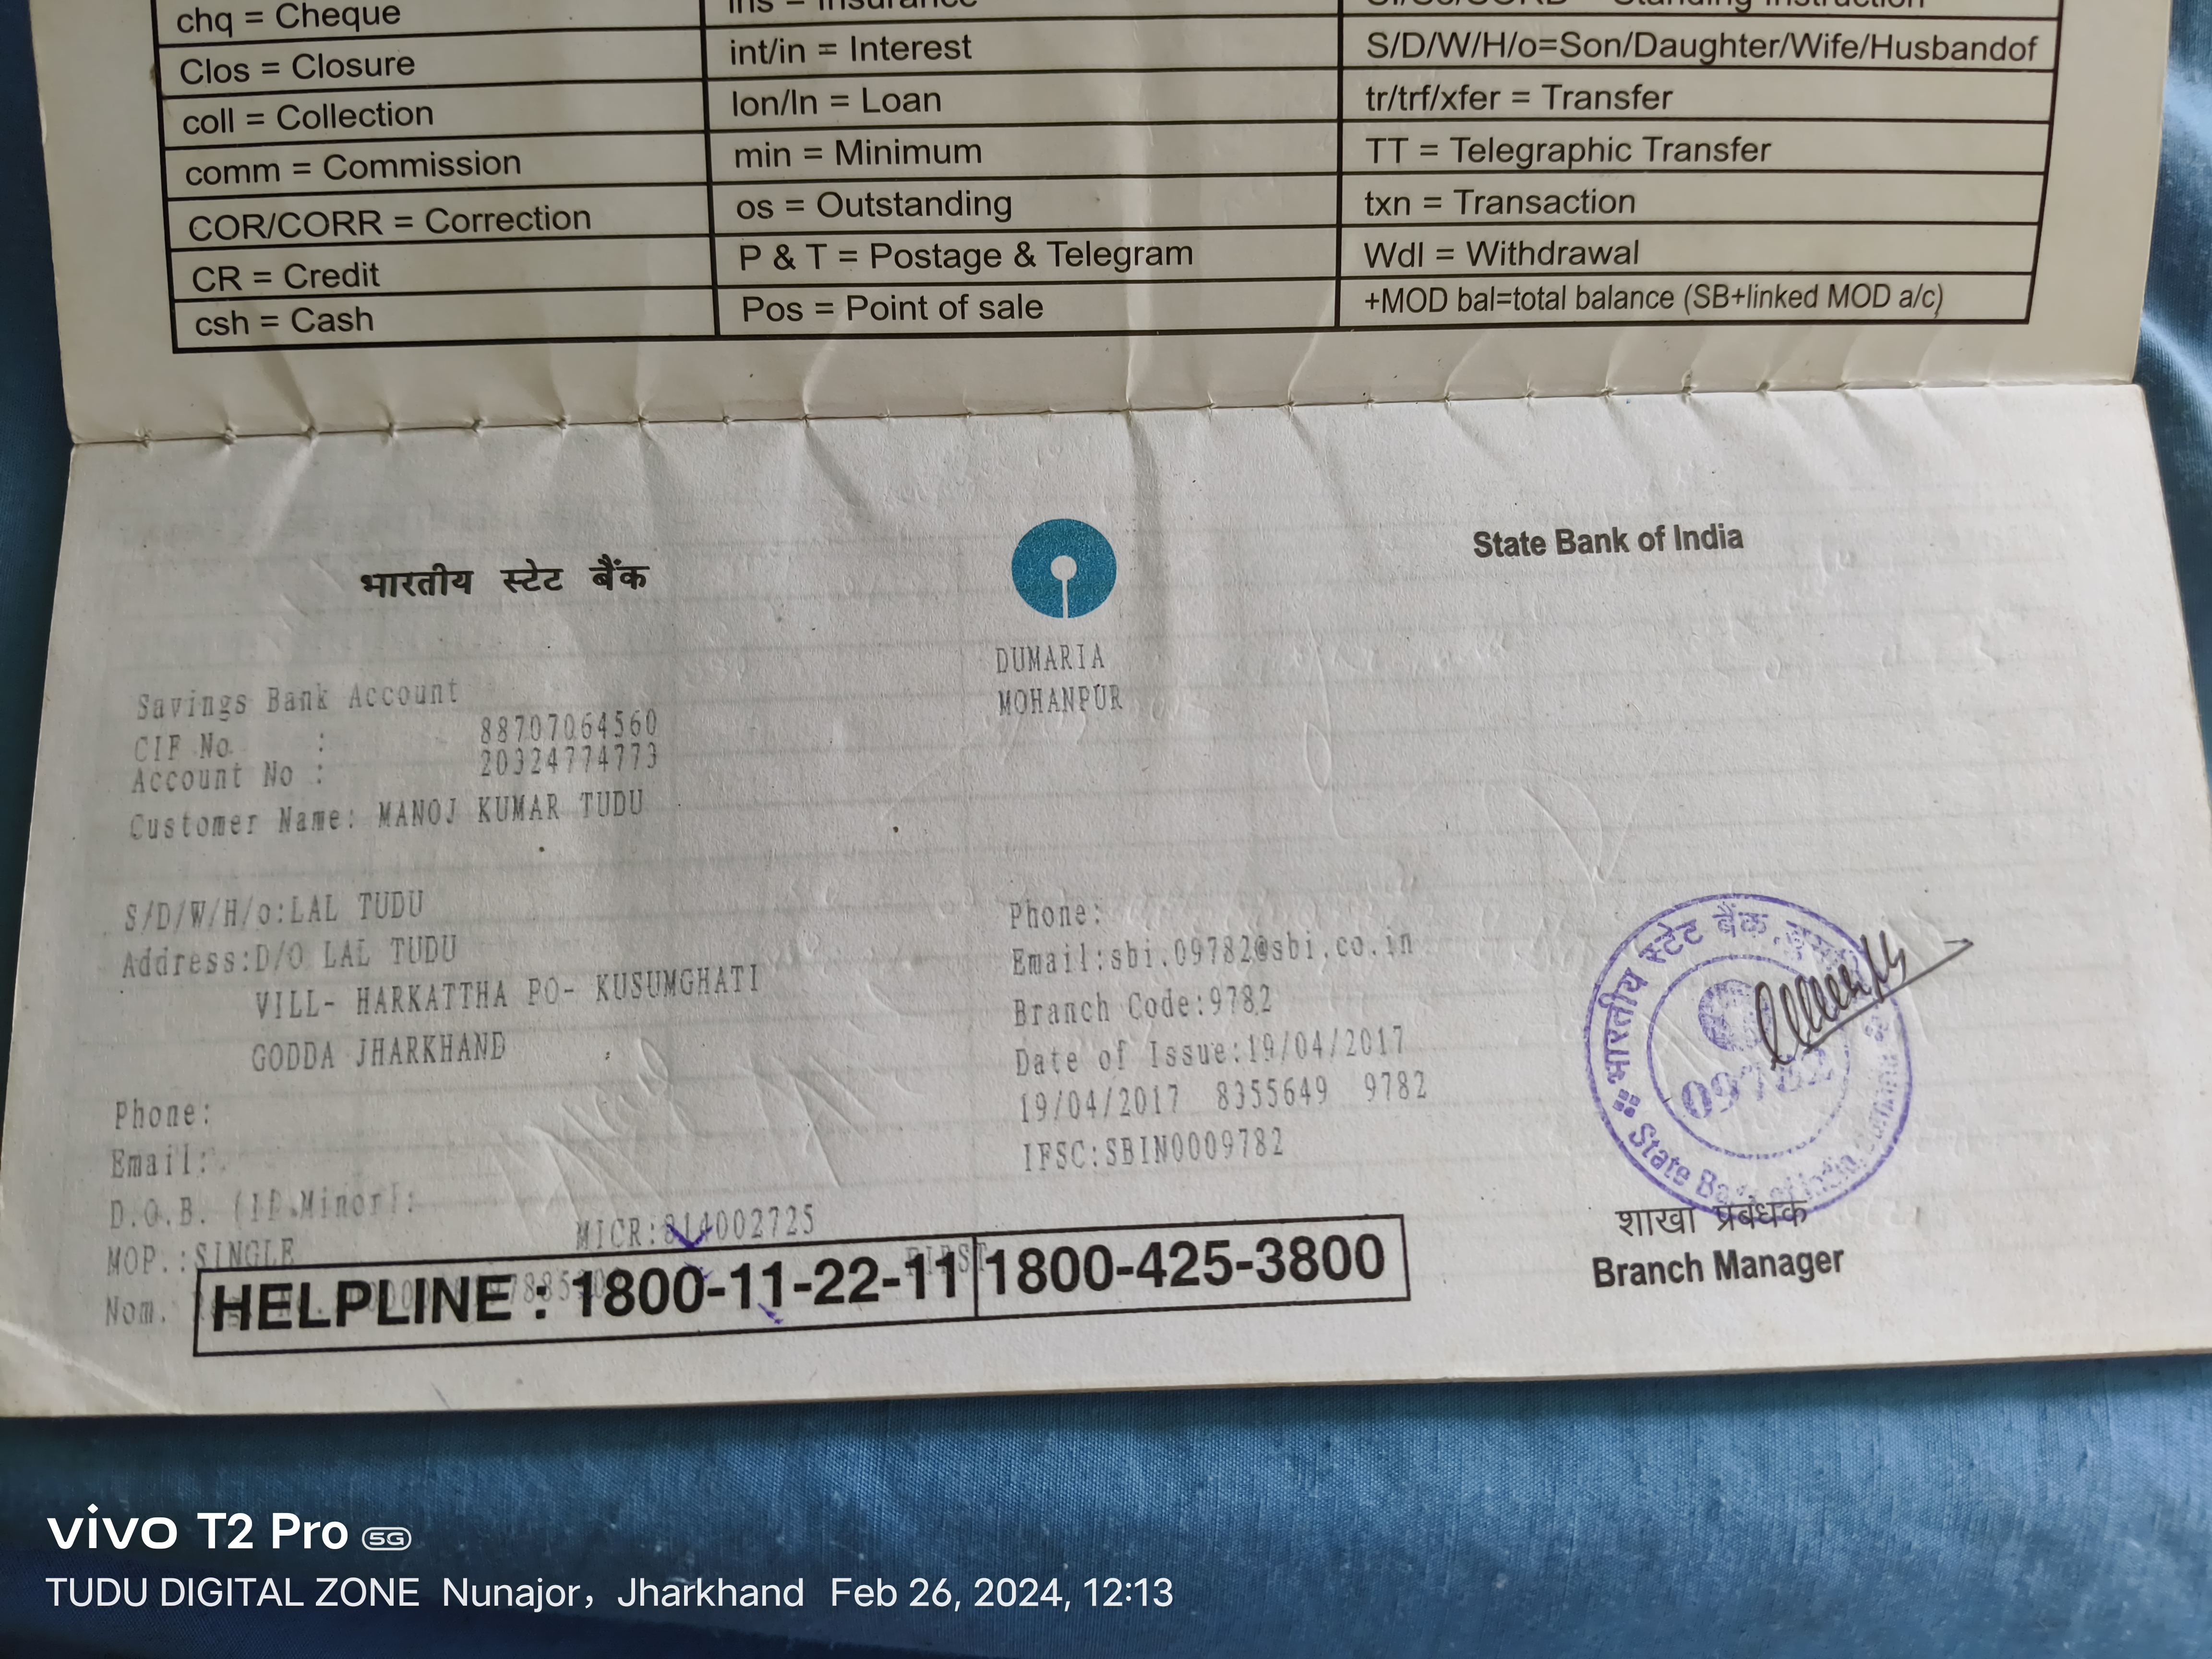 chq = Cheque
int/in = Interest
S/D/W/H/o=Son/Daughter/Wife/Husbandof
Clos = Closure
lon/ln = Loan
tr/trf/xfer = Transfer
coll = Collection
min = Minimum
TT = Telegraphic Transfer
comm = Commission
os = Outstanding
txn = Transaction
COR/CORR = Correction
P & T = Postage & Telegram
Wdl = Withdrawal
CR = Credit
Pos = Point of sale
+MOD bal=total balance (SB+linked MOD a/c)
csh = Cash
भारतीय स्टेट बैंक
State Bank of India
DUMARIA
MOHANPUR
Savings Bank Account
CIF No : 88707064560
Account No : 20324774773
Customer Name: MANOJ KUMAR TUDU
S/D/W/H/o:LAL TUDU
Address:D/O LAL TUDU
VILL- HARKATTHA PO- KUSUMGHATI
GODDA JHARKHAND
Phone:
Email:
D.O.B. (If Minor):
MOP.:SINGLE
MICR:814002725
Nom.
Phone:
Email:sbi.09782@sbi.co.in
Branch Code:9782
Date of Issue:19/04/2017
19/04/2017 8355649 9782
IFSC:SBIN0009782
भारतीय स्टेट बैंक
09782
State Bank of India
शाखा प्रबंधक
Branch Manager
HELPLINE : 1800-11-22-11 1800-425-3800
vivo T2 Pro 5G
TUDU DIGITAL ZONE Nunajor, Jharkhand Feb 26, 2024, 12:13